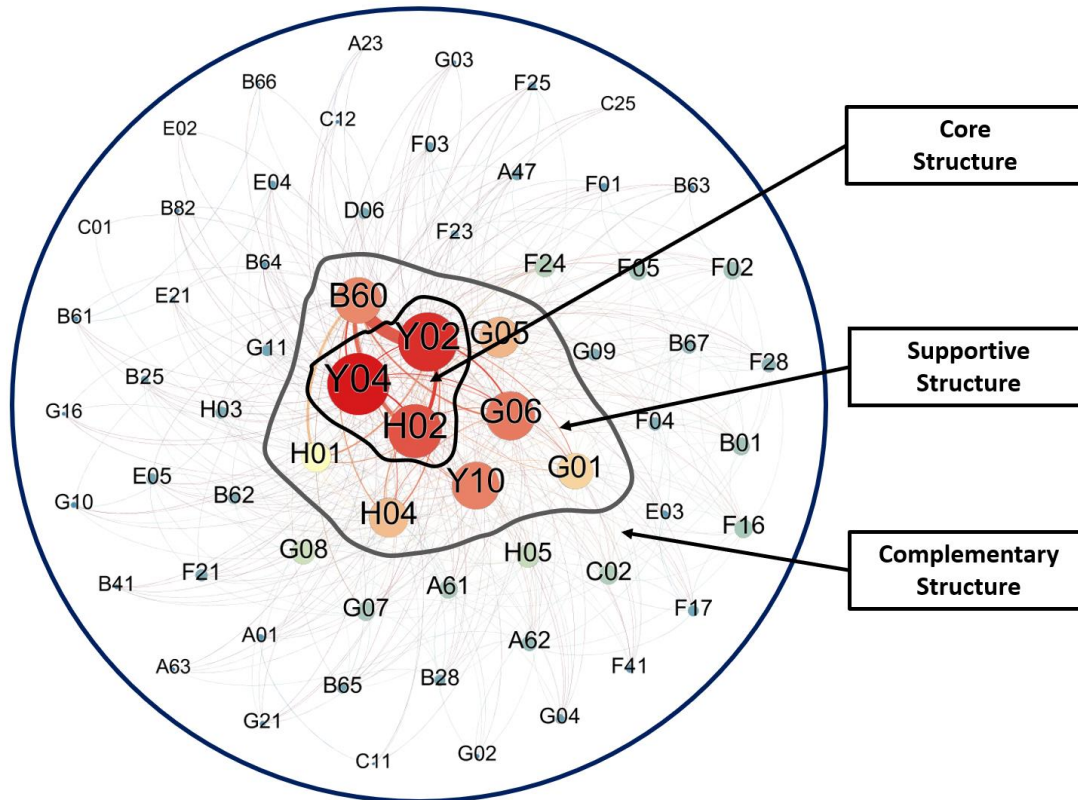 A23
G03
B66
F25
C25
C12
E02
F03
A47
E04
F01
B63
B82
D06
C01
F23
B64
F24
F05
F02
E21
B60
B61
Y02
G05
G11
G09
B67
F28
B25
Y04
G16
H03
H02
G06
F04
B01
H01
G01
E05
B62
Y10
G10
H04
E03
F16
G08
H05
F21
C02
B41
A61
G07
F17
A01
A62
A63
F41
B65
B28
G21
G04
C11
G02
Core
Structure
Supportive
Structure
Complementary
Structure